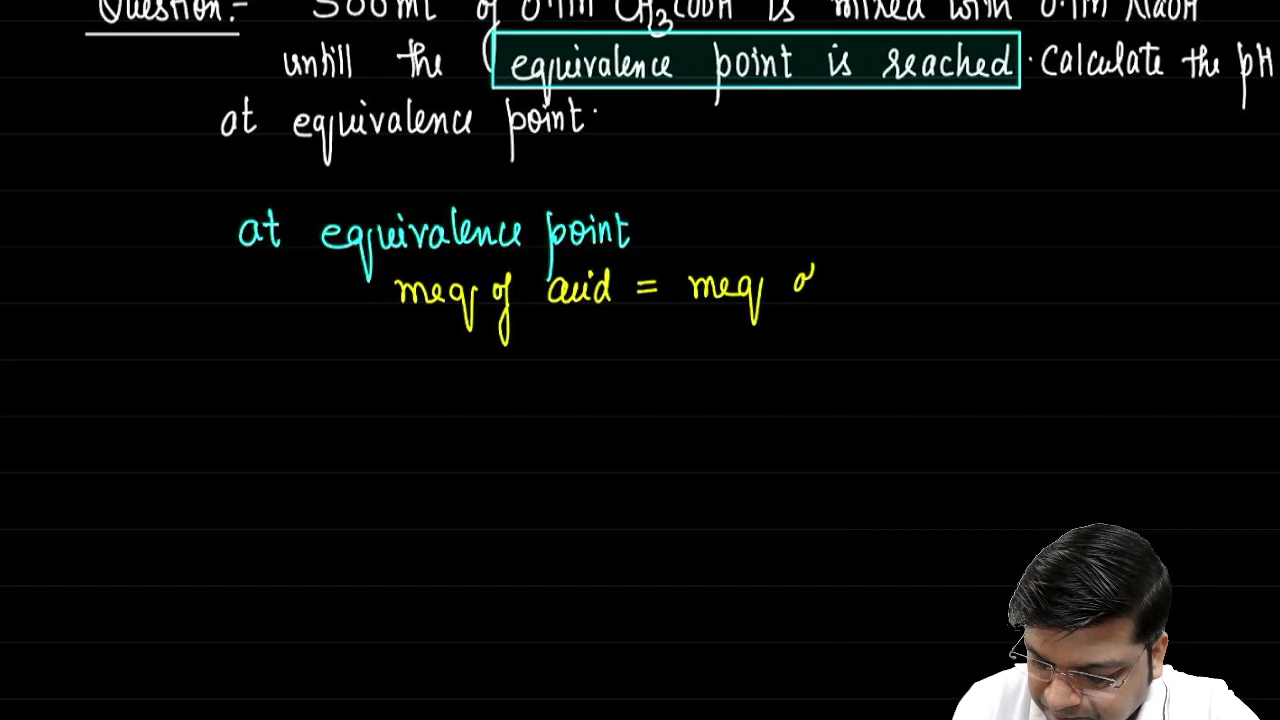 Question:- 500ml of 0.1M CH3COOH is mixed with 0.1M NaOH
untill the equivalence point is reached. Calculate the pH
at equivalence point.
at equivalence point
meq of acid = meq o